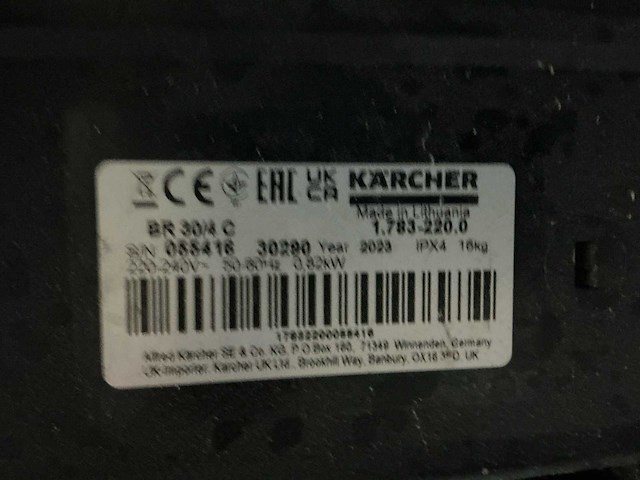 CE EAC UK CA KÄRCHER
Made in Lithuania
BR 30/4 C 1.783-220.0
S/N 055416 30290 Year 2023 IPX4 16kg
220-240V~ 50-60Hz 0,82kW
17832200055416
Alfred Kärcher SE & Co. KG, P.O.Box 160, 71349 Winnenden, Germany
UK-Importer: Kärcher UK Ltd., Brookhill Way, Banbury, OX16 3ED, UK